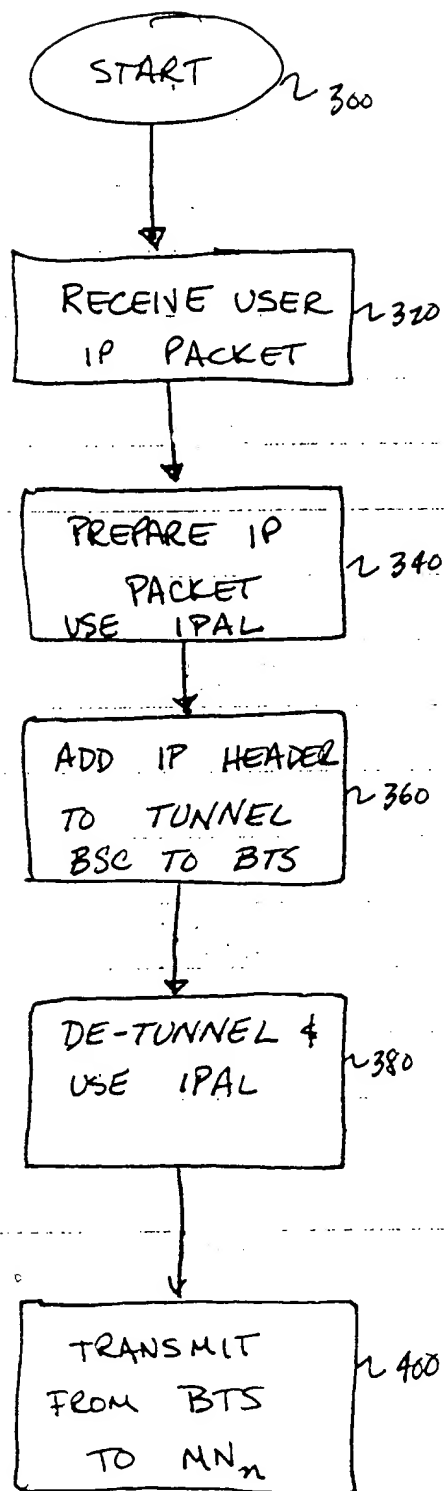 START
300
RECEIVE USER
IP PACKET
320
PREPARE IP
PACKET
USE IPAL
340
ADD IP HEADER
TO TUNNEL
BSC TO BTS
360
DE-TUNNEL &
USE IPAL
380
TRANSMIT
FROM BTS
TO MNn
400